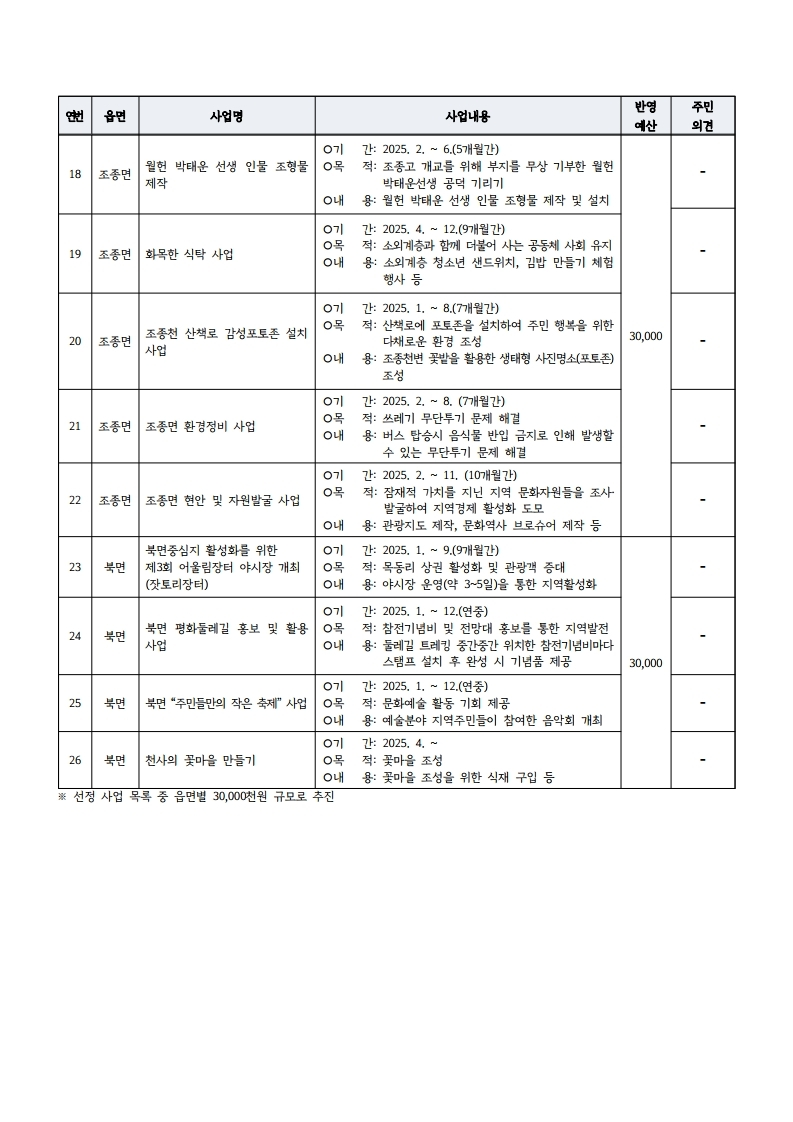 연번 읍면 사업명 사업내용 반영 예산 주민 의견
18 조종면 월헌 박태운 선생 인물 조형물 제작
○기 간: 2025. 2. ~ 6.(5개월간)
○목 적: 조종고 개교를 위해 부지를 무상 기부한 월헌
박태운선생 공덕 기리기
○내 용: 월헌 박태운 선생 인물 조형물 제작 및 설치
-
19 조종면 화목한 식탁 사업
○기 간: 2025. 4. ~ 12.(9개월간)
○목 적: 소외계층과 함께 더불어 사는 공동체 사회 유지
○내 용: 소외계층 청소년 샌드위치, 김밥 만들기 체험
행사 등
-
20 조종면 조종천 산책로 감성포토존 설치 사업
○기 간: 2025. 1. ~ 8.(7개월간)
○목 적: 산책로에 포토존을 설치하여 주민 행복을 위한
다채로운 환경 조성
○내 용: 조종천변 꽃밭을 활용한 생태형 사진명소(포토존)
조성
30,000
-
21 조종면 조종면 환경정비 사업
○기 간: 2025. 2. ~ 8. (7개월간)
○목 적: 쓰레기 무단투기 문제 해결
○내 용: 버스 탑승시 음식물 반입 금지로 인해 발생할
수 있는 무단투기 문제 해결
-
22 조종면 조종면 현안 및 자원발굴 사업
○기 간: 2025. 2. ~ 11. (10개월간)
○목 적: 잠재적 가치를 지닌 지역 문화자원들을 조사·
발굴하여 지역경제 활성화 도모
○내 용: 관광지도 제작, 문화역사 브로슈어 제작 등
-
23 북면 북면중심지 활성화를 위한
제3회 어울림장터 야시장 개최
(잣토리장터)
○기 간: 2025. 1. ~ 9.(9개월간)
○목 적: 목동리 상권 활성화 및 관광객 증대
○내 용: 야시장 운영(약 3~5일)을 통한 지역활성화
-
24 북면 북면 평화둘레길 홍보 및 활용 사업
○기 간: 2025. 1. ~ 12.(연중)
○목 적: 참전기념비 및 전망대 홍보를 통한 지역발전
○내 용: 둘레길 트레킹 중간중간 위치한 참전기념비마다
스탬프 설치 후 완성 시 기념품 제공
30,000
-
25 북면 북면 “주민들만의 작은 축제” 사업
○기 간: 2025. 1. ~ 12.(연중)
○목 적: 문화예술 활동 기회 제공
○내 용: 예술분야 지역주민들이 참여한 음악회 개최
-
26 북면 천사의 꽃마을 만들기
○기 간: 2025. 4. ~
○목 적: 꽃마을 조성
○내 용: 꽃마을 조성을 위한 식재 구입 등
-
※ 선정 사업 목록 중 읍면별 30,000천원 규모로 추진